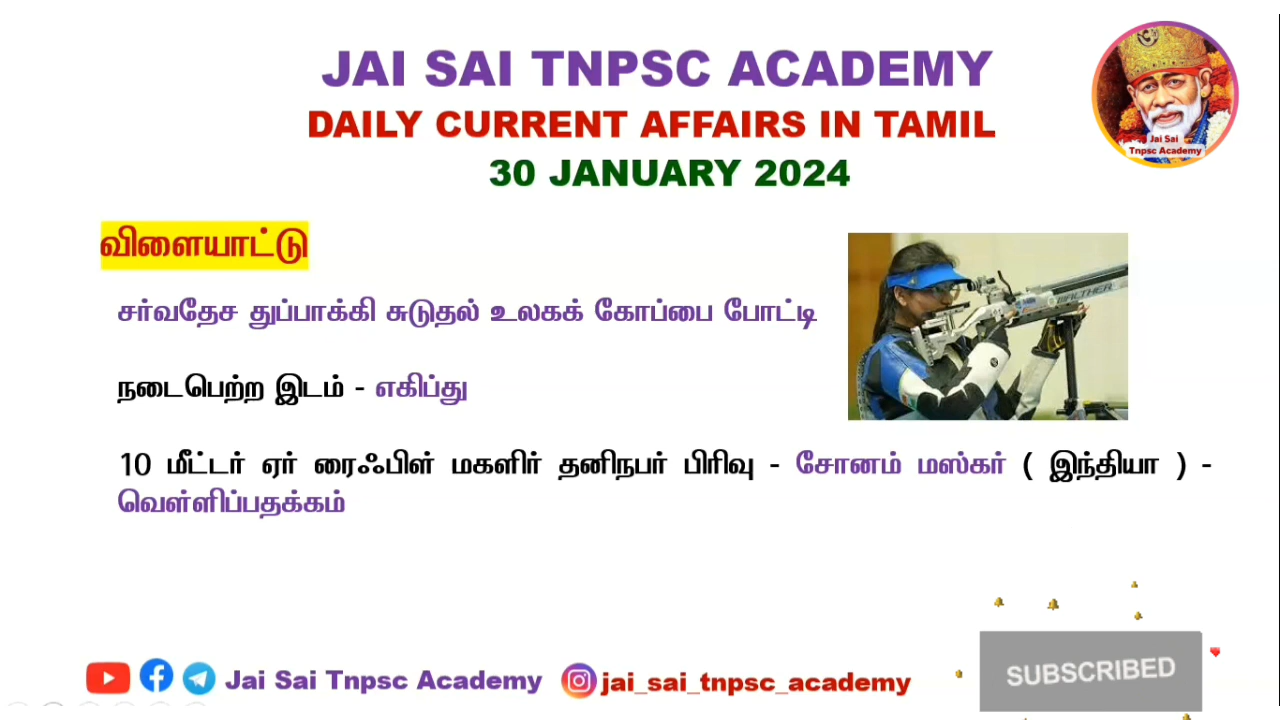 JAI SAI TNPSC ACADEMY
DAILY CURRENT AFFAIRS IN TAMIL
30 JANUARY 2024
Jai Sai
Tnpsc Academy
விளையாட்டு
சர்வதேச துப்பாக்கி சுடுதல் உலகக் கோப்பை போட்டி
WALTHER
நடைபெற்ற இடம் - எகிப்து
10 மீட்டர் ஏர் ரைஃபிள் மகளிர் தனிநபர் பிரிவு - சோனம் மஸ்கர் ( இந்தியா ) -
வெள்ளிப்பதக்கம்
Jai Sai Tnpsc Academy jai_sai_tnpsc_academy
SUBSCRIBED